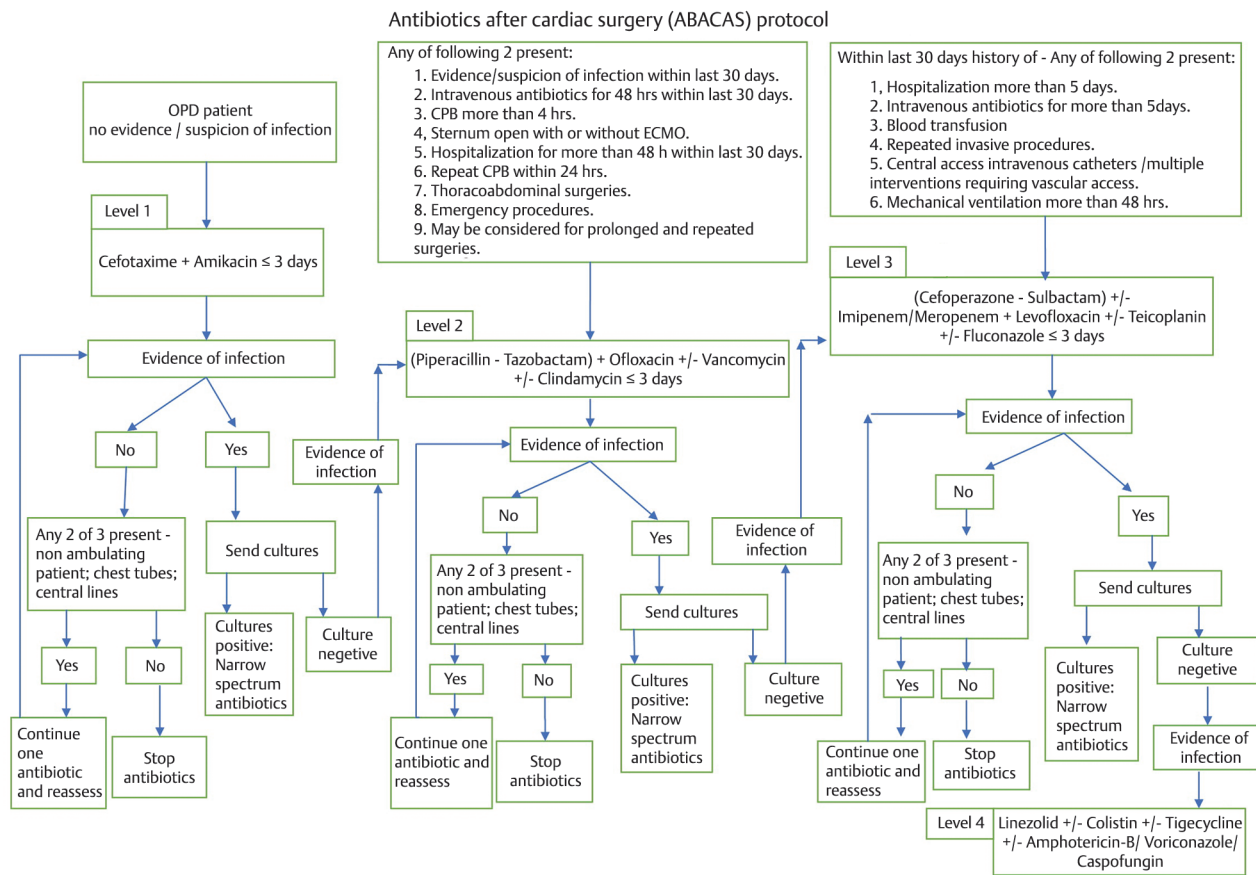 Antibiotics after cardiac surgery (ABACAS) protocol
OPD patient
no evidence / suspicion of infection
Level 1
Cefotaxime + Amikacin ≤ 3 days
Evidence of infection
No
Yes
Any 2 of 3 present -
non ambulating
patient; chest tubes;
central lines
Send cultures
Yes
No
Cultures
positive:
Narrow
spectrum
antibiotics
Culture
negetive
Continue
one
antibiotic
and reassess
Stop
antibiotics
Evidence of
infection
Any of following 2 present:
1. Evidence/suspicion of infection within last 30 days.
2. Intravenous antibiotics for 48 hrs within last 30 days.
3. CPB more than 4 hrs.
4, Sternum open with or without ECMO.
5. Hospitalization for more than 48 h within last 30 days.
6. Repeat CPB within 24 hrs.
7. Thoracoabdominal surgeries.
8. Emergency procedures.
9. May be considered for prolonged and repeated
surgeries.
Level 2
(Piperacillin - Tazobactam) + Ofloxacin +/- Vancomycin
+/- Clindamycin ≤ 3 days
Evidence of infection
No
Yes
Any 2 of 3 present -
non ambulating
patient; chest tubes;
central lines
Send cultures
Yes
No
Cultures
positive:
Narrow
spectrum
antibiotics
Culture
negetive
Continue one
antibiotic and
reassess
Stop
antibiotics
Evidence of
infection
Within last 30 days history of - Any of following 2 present:
1, Hospitalization more than 5 days.
2. Intravenous antibiotics for more than 5days.
3. Blood transfusion
4. Repeated invasive procedures.
5. Central access intravenous catheters /multiple
interventions requiring vascular access.
6. Mechanical ventilation more than 48 hrs.
Level 3
(Cefoperazone - Sulbactam) +/-
Imipenem/Meropenem + Levofloxacin +/- Teicoplanin
+/- Fluconazole ≤ 3 days
Evidence of infection
No
Yes
Any 2 of 3 present -
non ambulating
patient; chest tubes;
central lines
Send cultures
Yes
No
Cultures
positive:
Narrow
spectrum
antibiotics
Culture
negetive
Continue one
antibiotic and
reassess
Stop
antibiotics
Evidence of
infection
Level 4
Linezolid +/- Colistin +/- Tigecycline
+/- Amphotericin-B/ Voriconazole/
Caspofungin